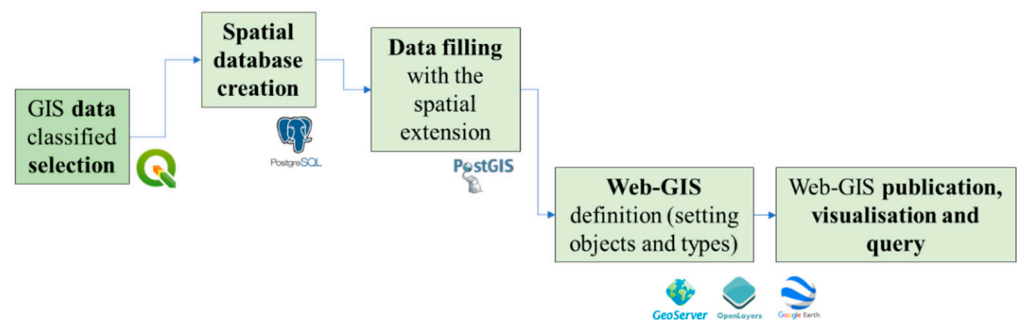 GIS data
classified
selection
Spatial
database
creation
PostgreSQL
Data filling
with the
spatial
extension
PostGIS
Web-GIS
definition (setting
objects and types)
GeoServer
OpenLayers
Google Earth
Web-GIS publication,
visualisation and
query